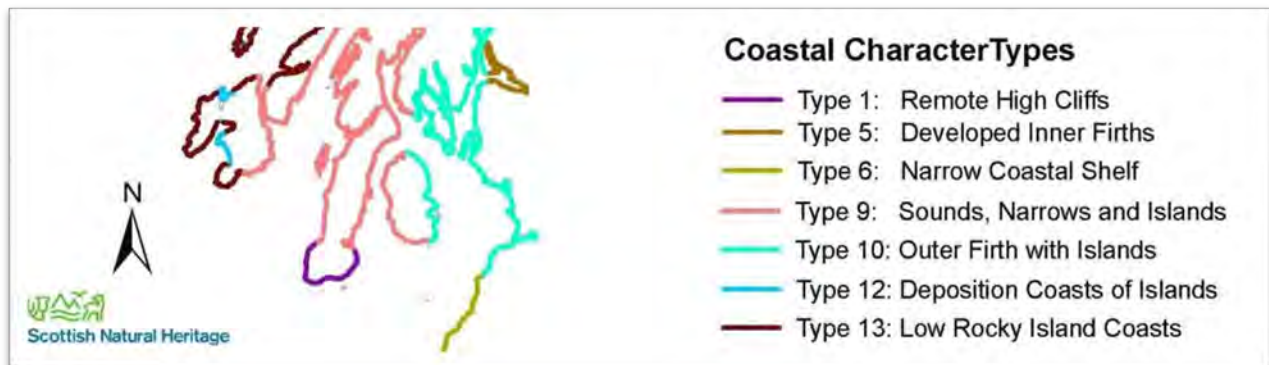 Coastal CharacterTypes
Type 1: Remote High Cliffs
Type 5: Developed Inner Firths
Type 6: Narrow Coastal Shelf
Type 9: Sounds, Narrows and Islands
Type 10: Outer Firth with Islands
Type 12: Deposition Coasts of Islands
Type 13: Low Rocky Island Coasts
N
Scottish Natural Heritage